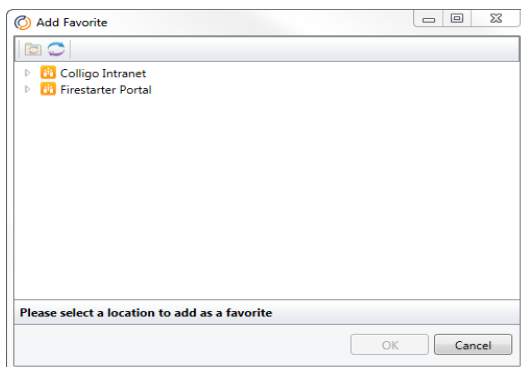 Add Favorite
Colligo Intranet
Firestarter Portal
Please select a location to add as a favorite
OK Cancel